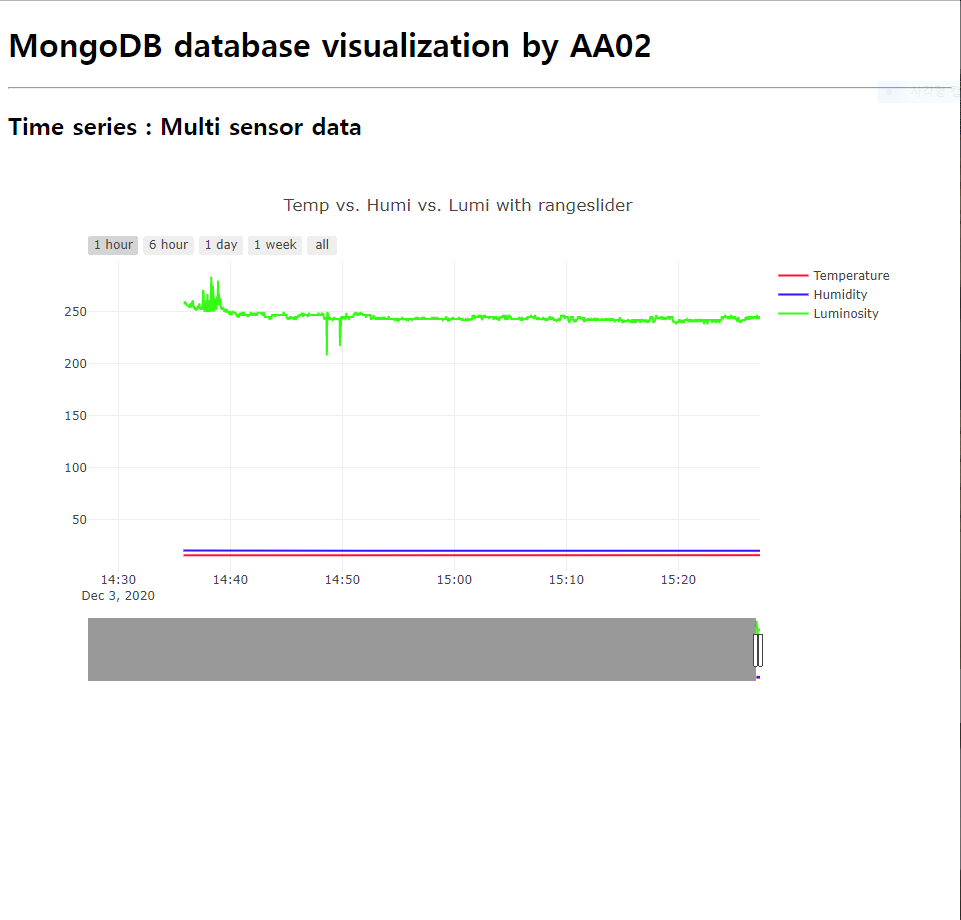 MongoDB database visualization by AA02
Time series : Multi sensor data
Temp vs. Humi vs. Lumi with rangeslider
1 hour 6 hour 1 day 1 week all
Temperature
Humidity
Luminosity
250
200
150
100
50
14:30 14:40 14:50 15:00 15:10 15:20
Dec 3, 2020